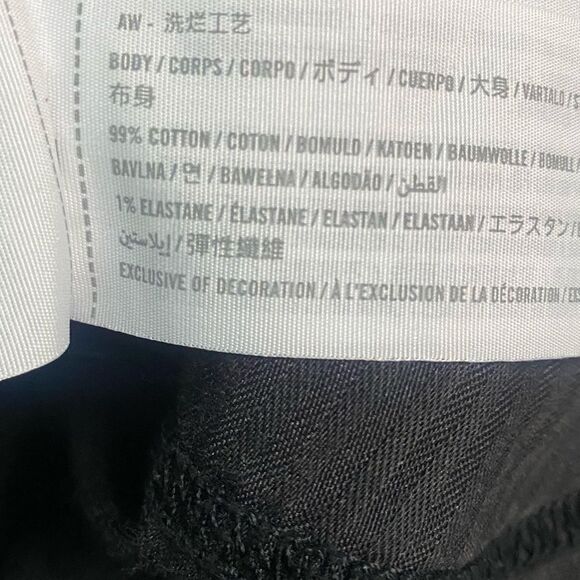 AW - 洗烂工艺
BODY / CORPS / CORPO / ボディ / CUERPO / 大身 / VARTALO /
布身
99% COTTON / COTON / BOMULD / KATOEN / BAUMWOLLE /
BAVLNA / 면 / BAWEŁNA / ALGODÃO / القطن /
1% ELASTANE / ÉLASTANE / ELASTAN / ELASTAAN / エラスタン /
إيلاستين / 彈性纖維
EXCLUSIVE OF DECORATION / À L'EXCLUSION DE LA DÉCORATION /